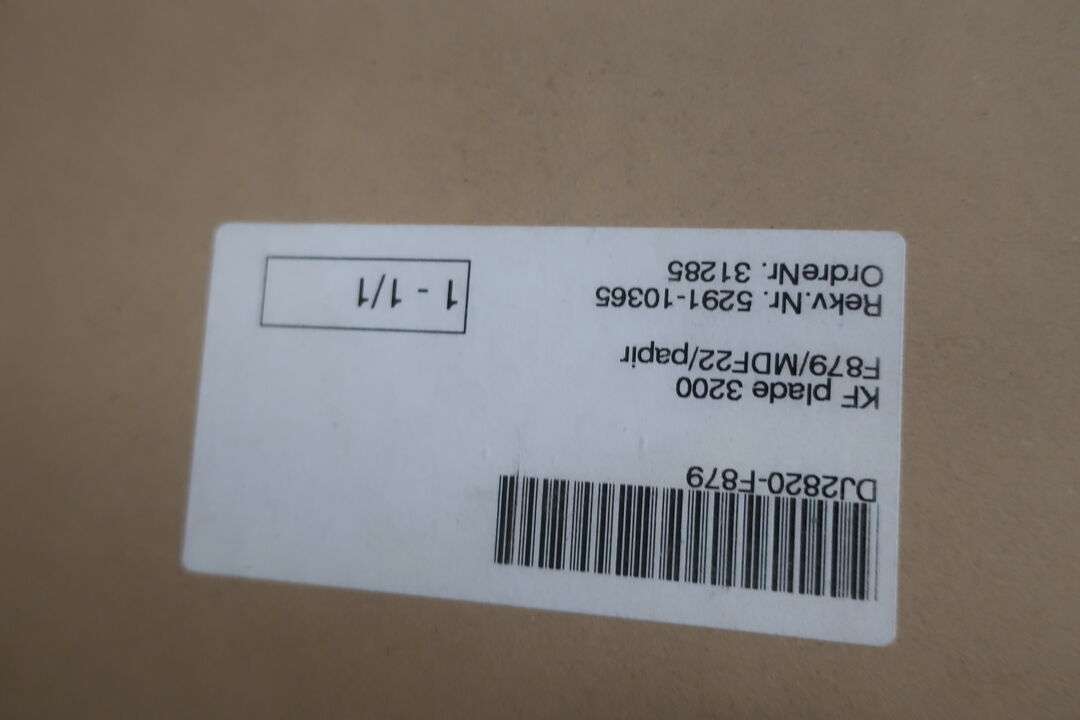 DJ2820-F879
KF plade 3200
F879/MDF22/papir
Rekv.Nr. 5291-10365
OrdreNr. 31285
1 - 1/1